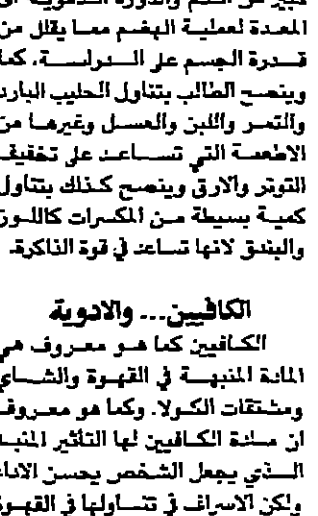 كبير من الدم والدورة الدموية الى
المعدة لعملية الهضم مما يقلل من
قدرة الجسم على الدراسة، كما
وينصح الطالب بتناول الحليب البارد
والتمر واللبن والعسل وغيرها من
الاطعمة التي تساعد على تخفيف
التوتر والارق وينصح كذلك بتناول
كمية بسيطة من المكسرات كاللوز
والبندق لانها تساعد في قوة الذاكرة.
الكافيين... والادوية
الكافيين كما هو معروف هي
المادة المنبهة في القهوة والشاي
ومشتقات الكولا. وكما هو معروف
ان مادة الكافيين لها التأثير المنبه
الذي يجعل الشخص يحسن الاداء
ولكن الاسراف في تناولها في القهوة